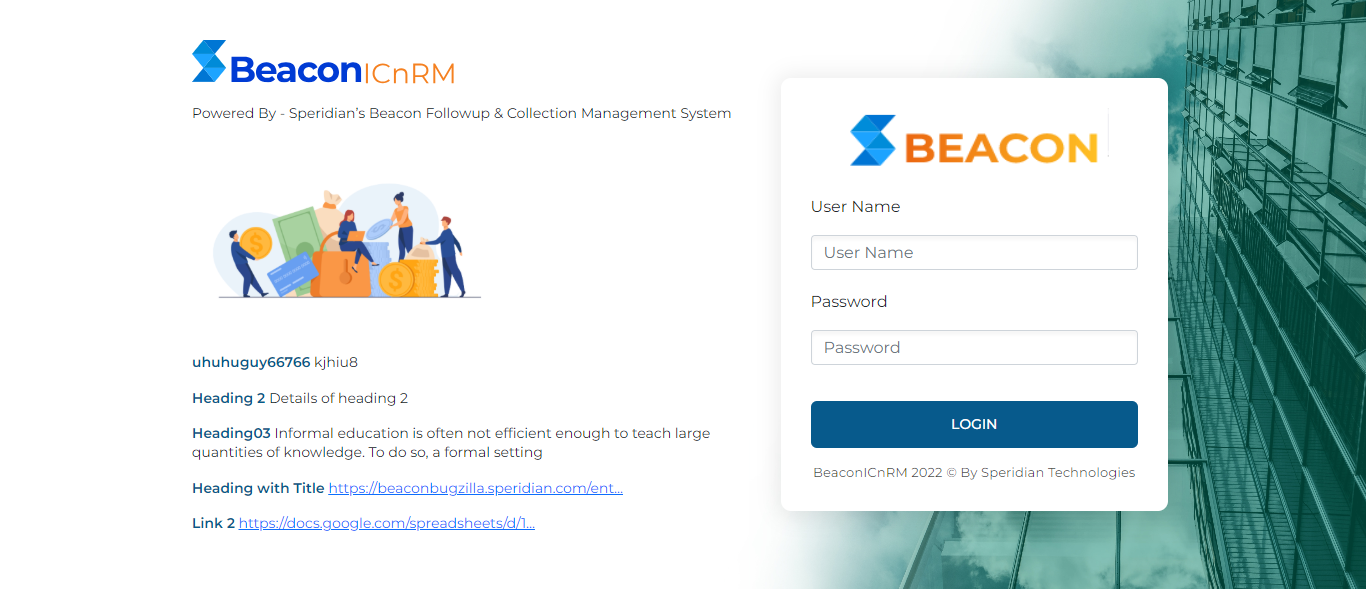 BeaconICnRM
Powered By - Speridian’s Beacon Followup & Collection Management System
uhuhuguy66766 kjhiu8
Heading 2 Details of heading 2
Heading03 Informal education is often not efficient enough to teach large
quantities of knowledge. To do so, a formal setting
Heading with Title https://beaconbugzilla.speridian.com/ent...
Link 2 https://docs.google.com/spreadsheets/d/1...
BEACON
User Name
User Name
Password
Password
LOGIN
BeaconICnRM 2022 © By Speridian Technologies